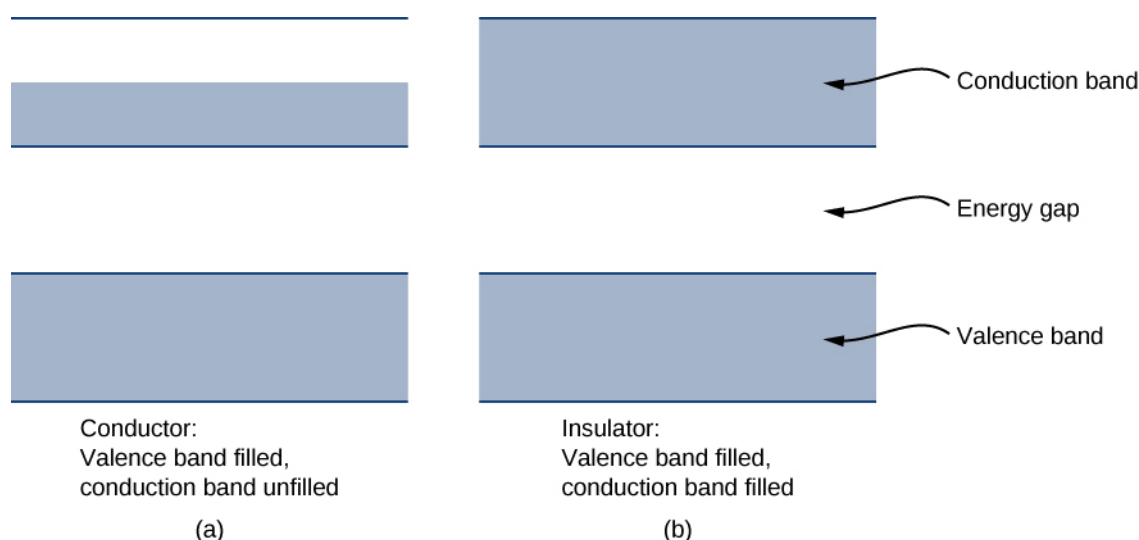 Conduction band
Energy gap
Valence band
Conductor:
Valence band filled,
conduction band unfilled
(a)
Insulator:
Valence band filled,
conduction band filled
(b)